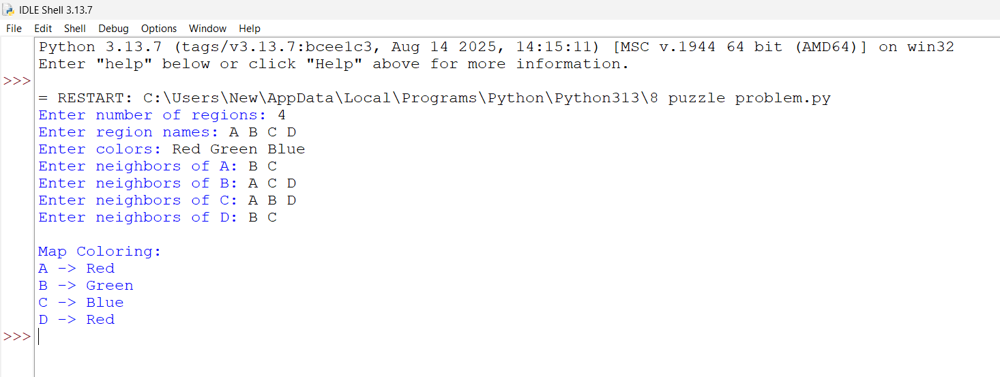 IDLE Shell 3.13.7
File Edit Shell Debug Options Window Help
Python 3.13.7 (tags/v3.13.7:bcee1c3, Aug 14 2025, 14:15:11) [MSC v.1944 64 bit (AMD64)] on win32
Enter "help" below or click "Help" above for more information.
>>>
= RESTART: C:\Users\New\AppData\Local\Programs\Python\Python313\8 puzzle problem.py
Enter number of regions: 4
Enter region names: A B C D
Enter colors: Red Green Blue
Enter neighbors of A: B C
Enter neighbors of B: A C D
Enter neighbors of C: A B D
Enter neighbors of D: B C
Map Coloring:
A -> Red
B -> Green
C -> Blue
D -> Red
>>>